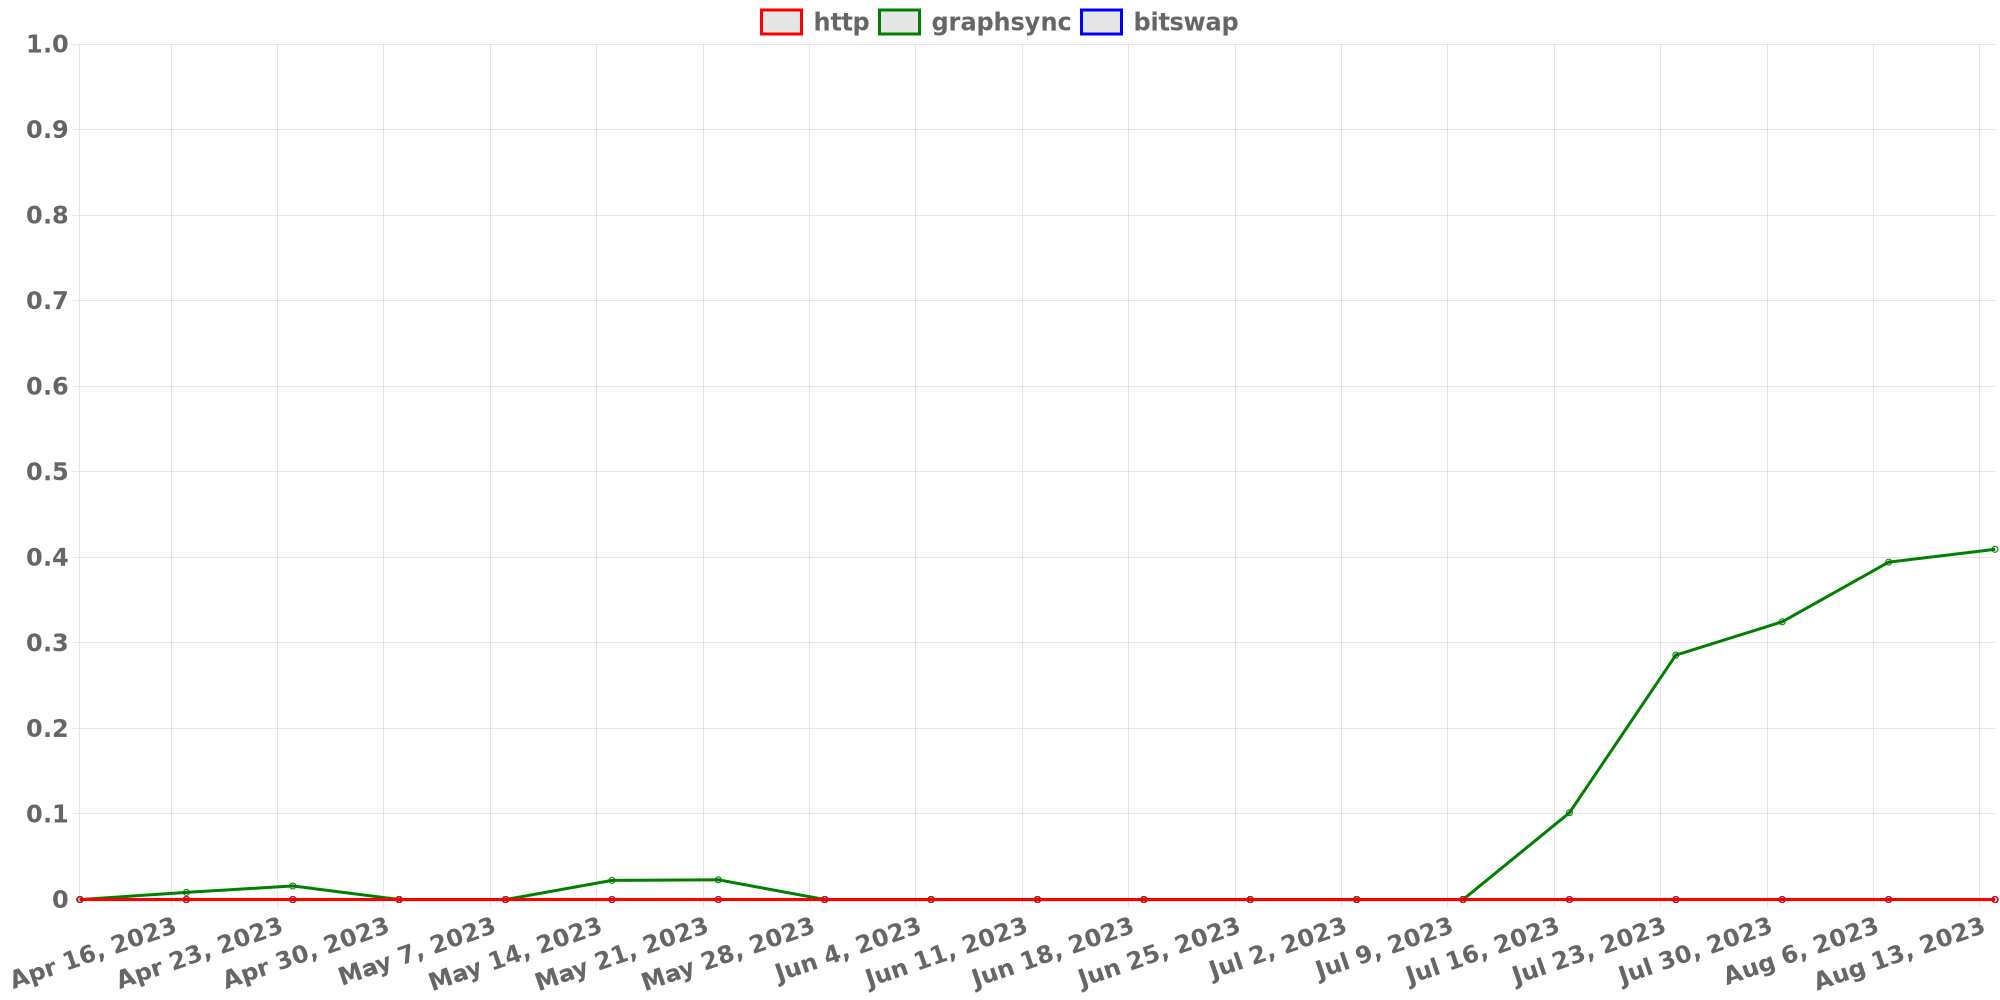 http graphsync bitswap
1.0
0.9
0.8
0.7
0.6
0.5
0.4
0.3
0.2
0.1
0
Apr 16, 2023
Apr 23, 2023
Apr 30, 2023
May 7, 2023
May 14, 2023
May 21, 2023
May 28, 2023
Jun 4, 2023
Jun 11, 2023
Jun 18, 2023
Jun 25, 2023
Jul 2, 2023
Jul 9, 2023
Jul 16, 2023
Jul 23, 2023
Jul 30, 2023
Aug 6, 2023
Aug 13, 2023